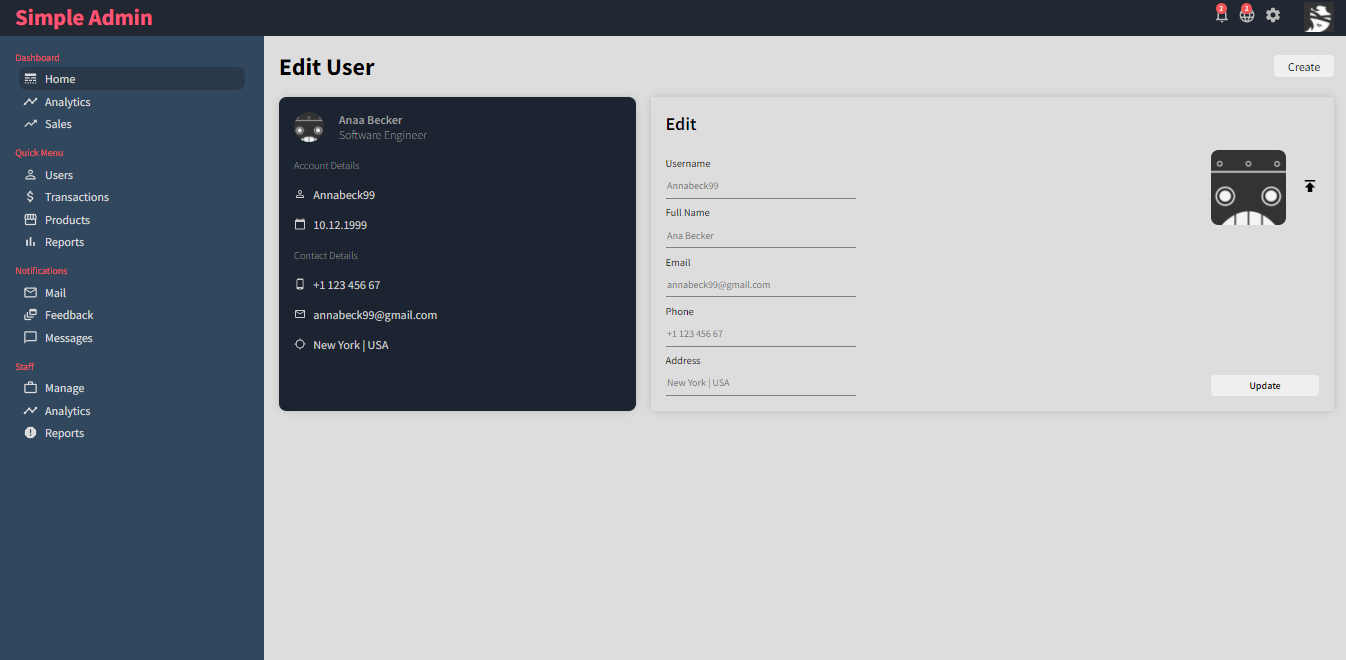 Simple Admin
2
2
Dashboard
Home
Analytics
Sales
Quick Menu
Users
Transactions
Products
Reports
Notifications
Mail
Feedback
Messages
Staff
Manage
Analytics
Reports
Edit User
Create
Anaa Becker
Software Engineer
Account Details
Annabeck99
10.12.1999
Contact Details
+1 123 456 67
annabeck99@gmail.com
New York | USA
Edit
Username
Annabeck99
Full Name
Ana Becker
Email
annabeck99@gmail.com
Phone
+1 123 456 67
Address
New York | USA
Update